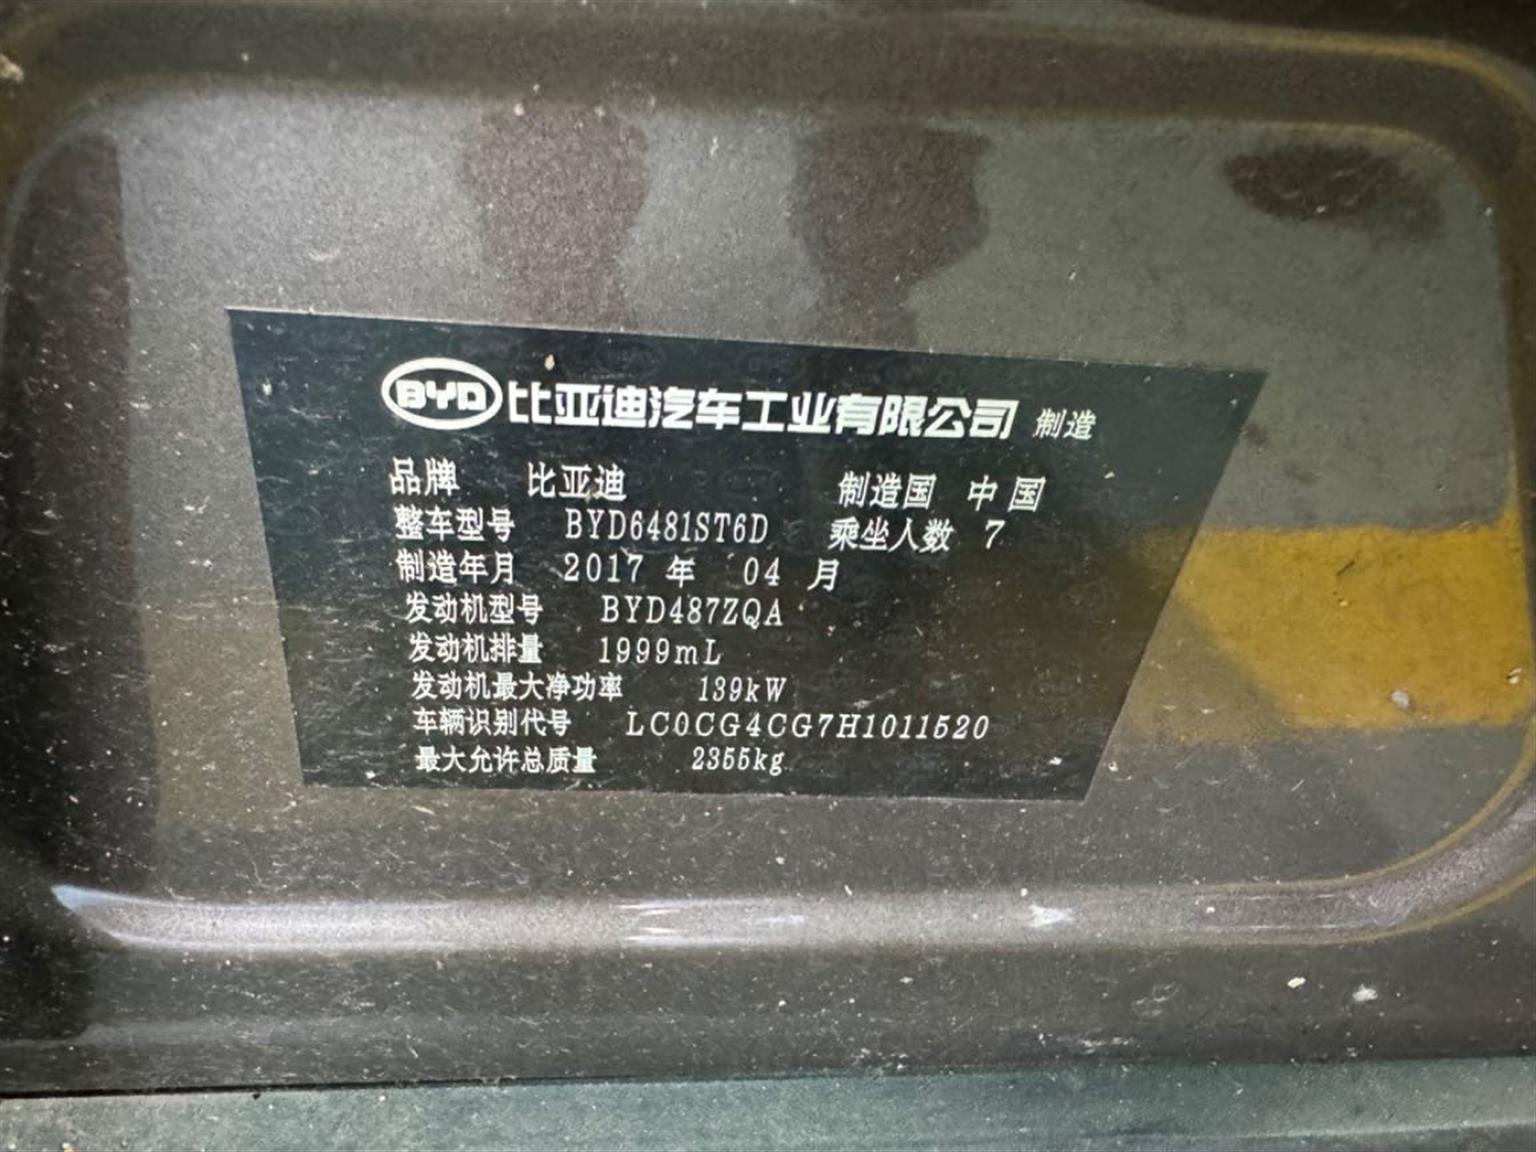 BYD 比亚迪汽车工业有限公司 制造
品牌 比亚迪 制造国 中国
整车型号 BYD6481ST6D 乘坐人数 7
制造年月 2017 年 04 月
发动机型号 BYD487ZQA
发动机排量 1999mL
发动机最大净功率 139kW
车辆识别代号 LC0CG4CG7H1011520
最大允许总质量 2355kg